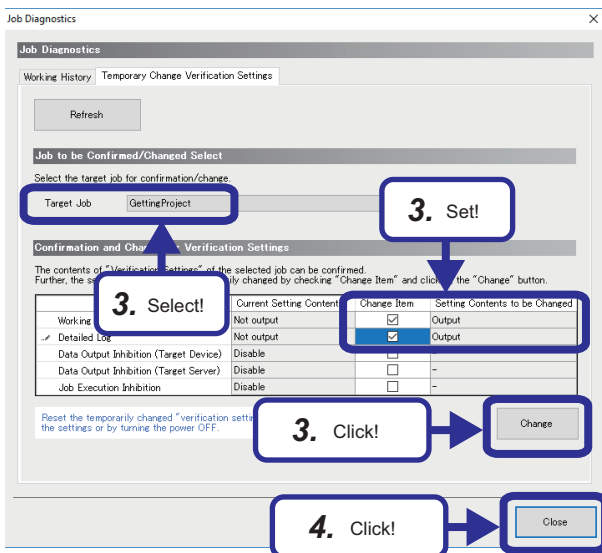 Job Diagnostics
Job Diagnostics
Working History Temporary Change Verification Settings
Refresh
Job to be Confirmed/Changed Select
Select the target job for confirmation/change.
Target Job GettingProject
3. Set!
Confirmation and Chan Verification Settings
The contents of "Verification Settings" of the selected job can be confirmed.
Further, the se ily changed by checking "Change Item" and clic the "Change" button.
3. Select!
Current Setting Content Change Item Setting Contents to be Changed
Working Not output Output
Detailed Log Not output Output
Data Output Inhibition (Target Device) Disable -
Data Output Inhibition (Target Server) Disable -
Job Execution Inhibition Disable -
Reset the temporarily changed "verification settin
the settings or by turning the power OFF.
3. Click!
Change
4. Click!
Close